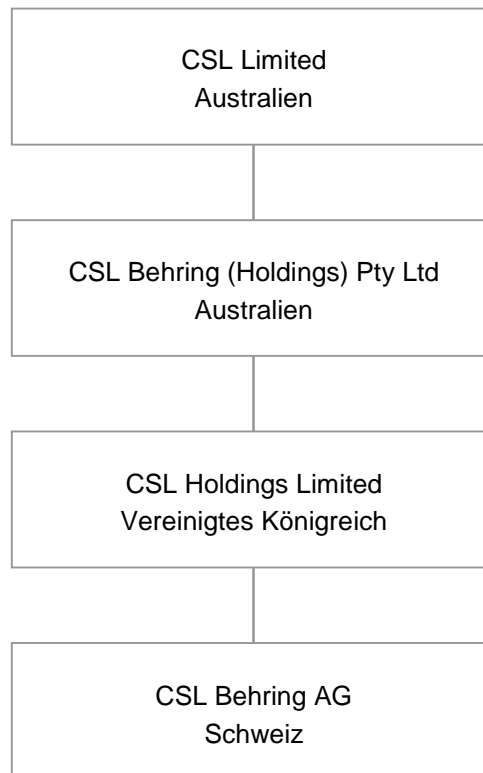 CSL Limited
Australien
CSL Behring (Holdings) Pty Ltd
Australien
CSL Holdings Limited
Vereinigtes Königreich
CSL Behring AG
Schweiz